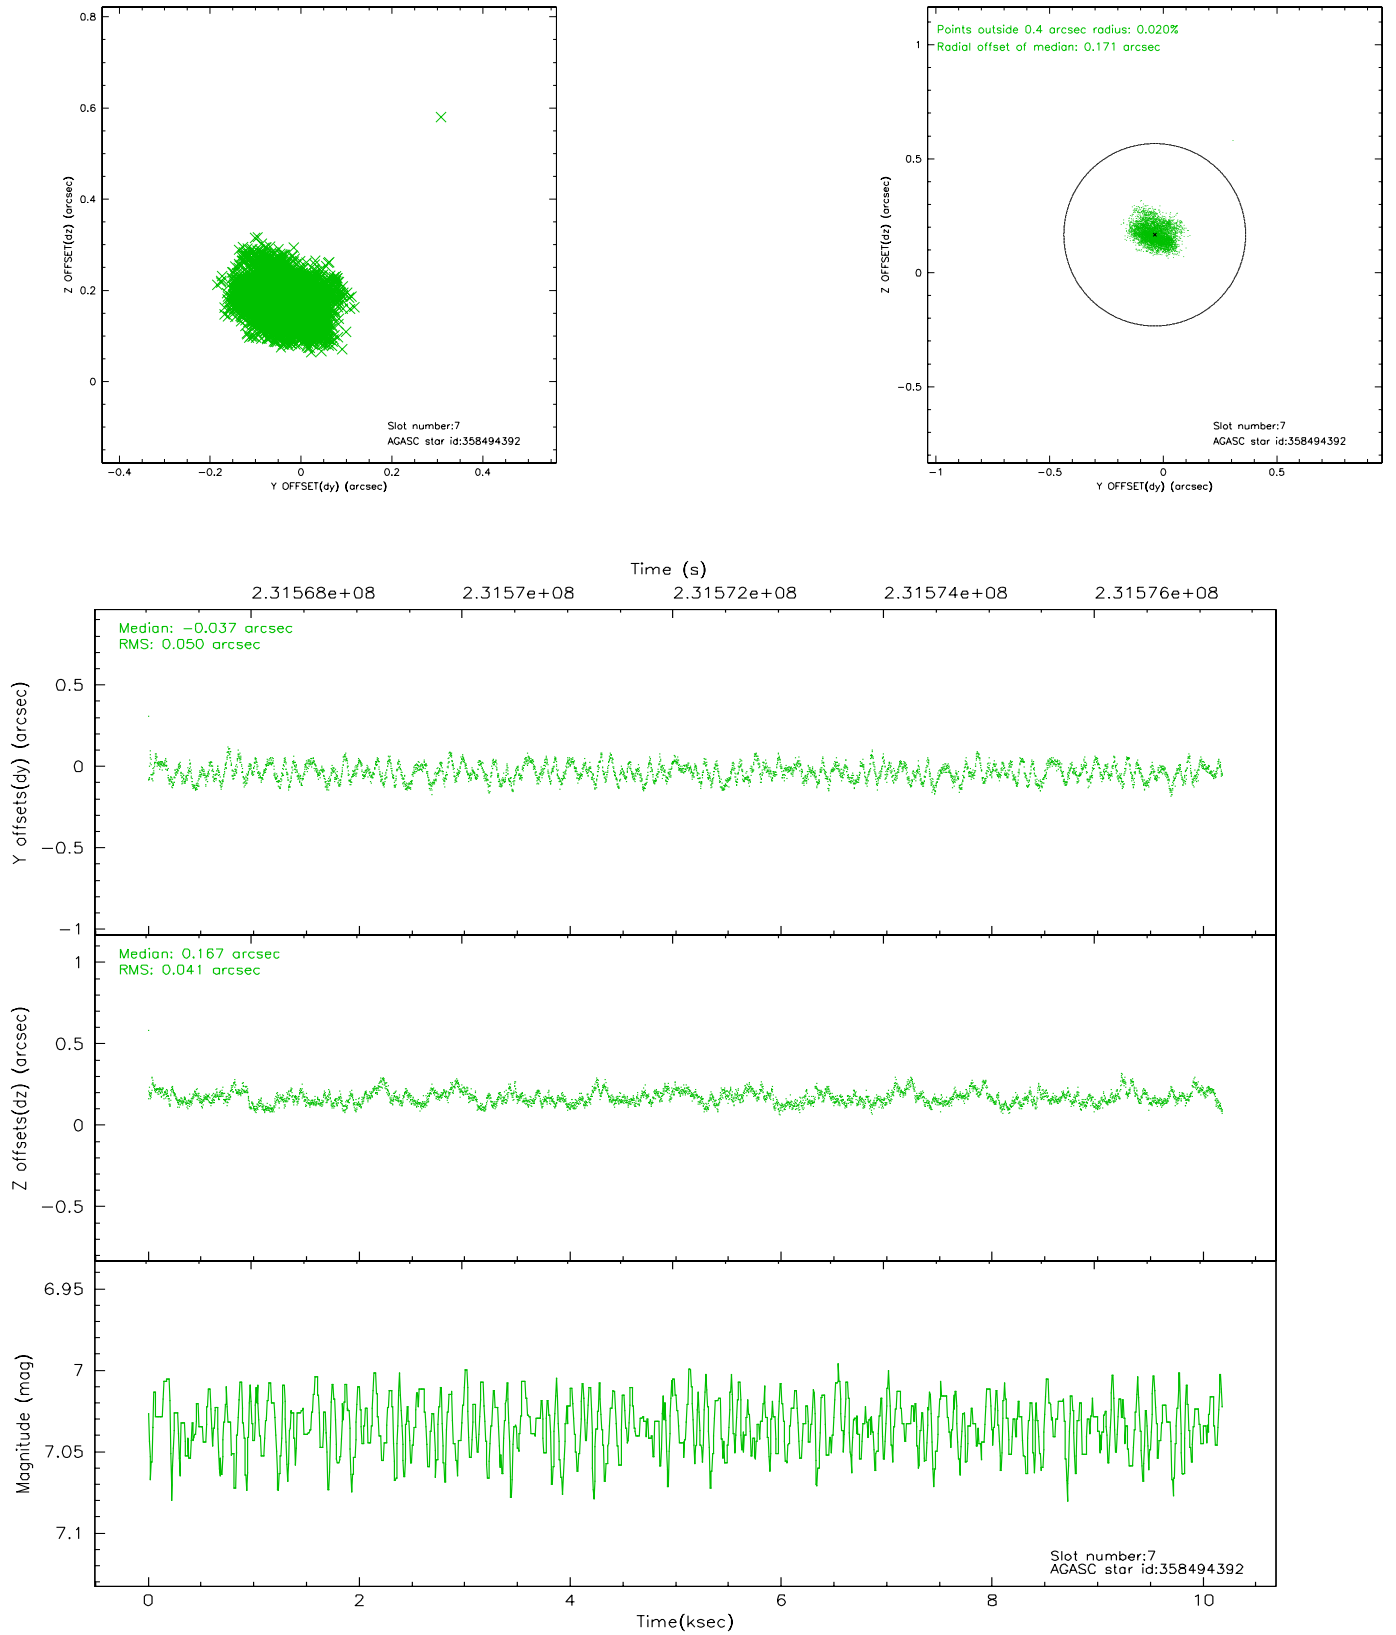 0.8
0.6
0.4
0.2
0
Z OFFSET(dz) (arcsec)
Slot number:7
AGASC star id:358494392
−0.4 −0.2 0 0.2 0.4
Y OFFSET(dy) (arcsec)
Points outside 0.4 arcsec radius: 0.020%
Radial offset of median: 0.171 arcsec
1
0.5
0
−0.5
Z OFFSET(dz) (arcsec)
Slot number:7
AGASC star id:358494392
−1 −0.5 0 0.5
Y OFFSET(dy) (arcsec)
Time (s)
2.31568e+08 2.3157e+08 2.31572e+08 2.31574e+08 2.31576e+08
Median: −0.037 arcsec
RMS: 0.050 arcsec
0.5
0
−0.5
−1
Y offsets(dy) (arcsec)
Median: 0.167 arcsec
RMS: 0.041 arcsec
1
0.5
0
−0.5
Z offsets(dz) (arcsec)
6.95
7
7.05
7.1
Magnitude (mag)
Slot number:7
AGASC star id:358494392
0 2 4 6 8 10
Time(ksec)